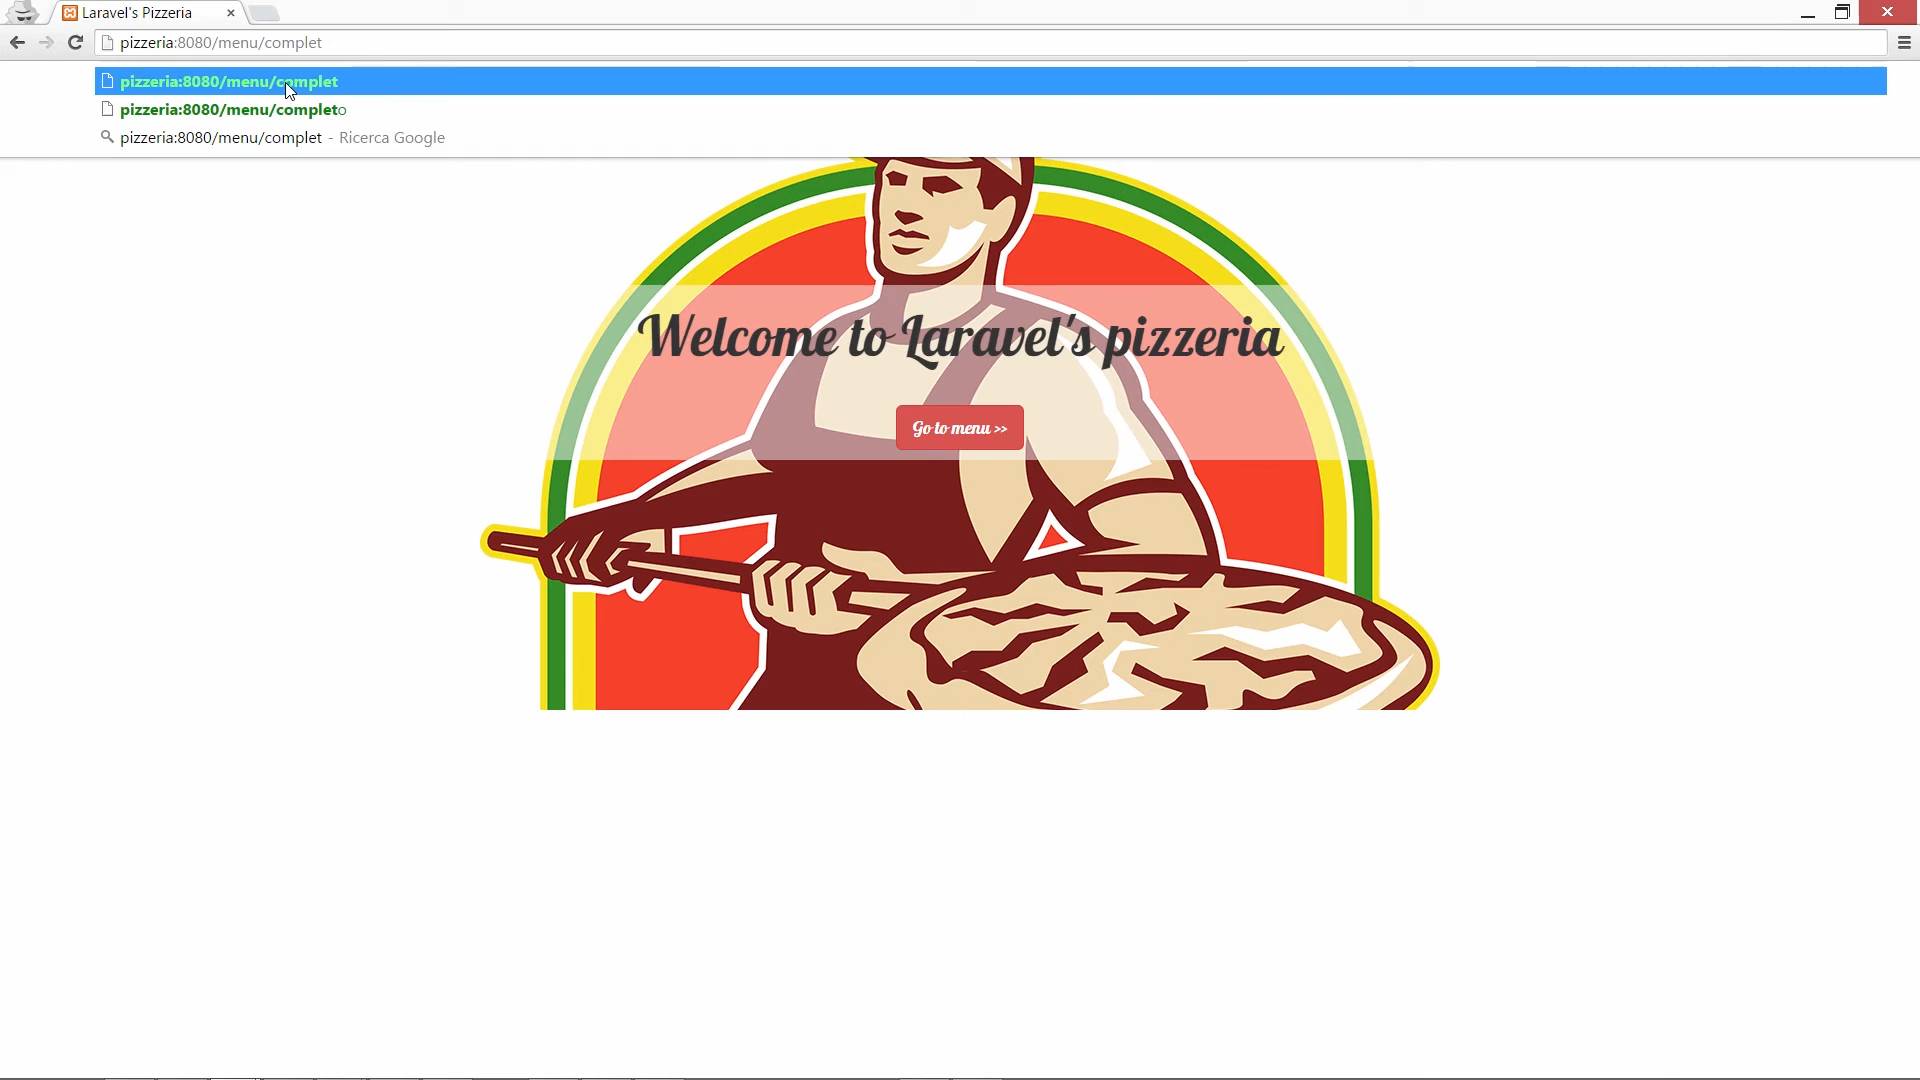 Laravel's Pizzeria
pizzeria:8080/menu/complet
pizzeria:8080/menu/complet
pizzeria:8080/menu/completo
pizzeria:8080/menu/complet - Ricerca Google
Welcome to Laravel's pizzeria
Go to menu >>